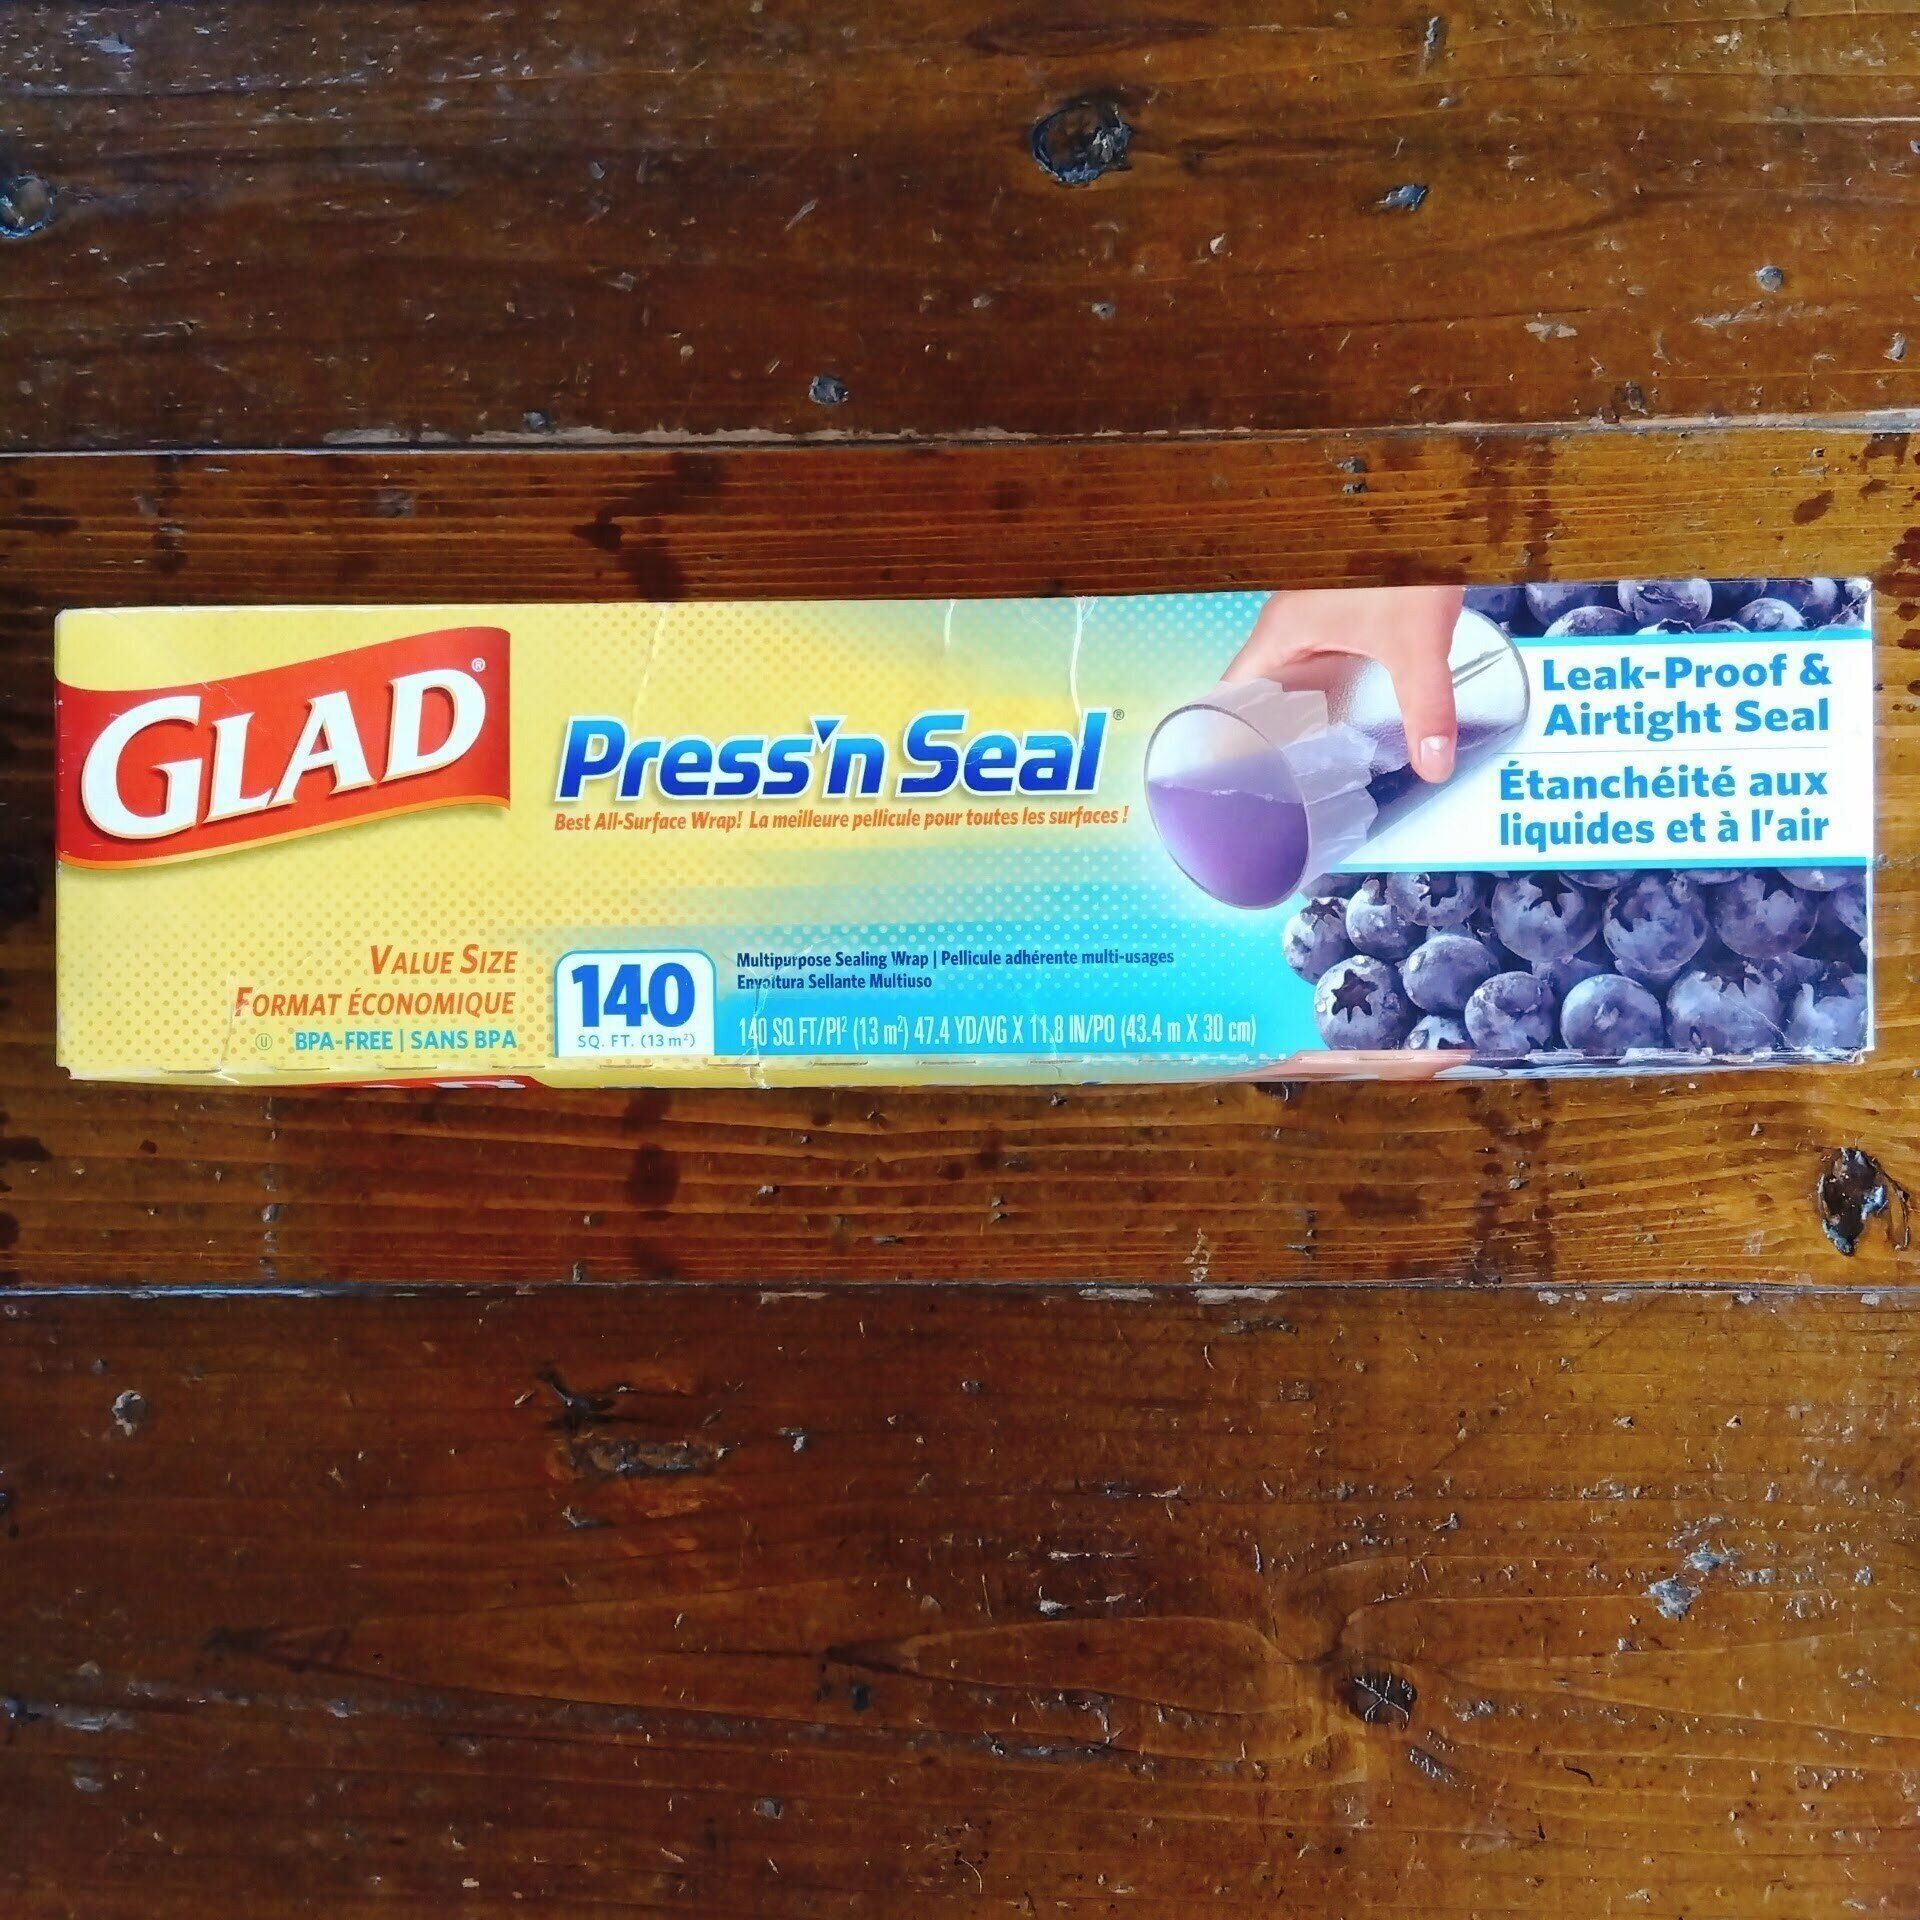 GLAD®
Press'n Seal®
Best All-Surface Wrap! La meilleure pellicule pour toutes les surfaces !
Leak-Proof &
Airtight Seal
Étanchéité aux
liquides et à l'air
VALUE SIZE
FORMAT ÉCONOMIQUE
U BPA-FREE | SANS BPA
140
SQ. FT. (13 m²)
Multipurpose Sealing Wrap | Pellicule adhérente multi-usages
Envoltura Sellante Multiuso
140 SQ FT/PI² (13 m²) 47.4 YD/VG X 11.8 IN/PO (43.4 m X 30 cm)